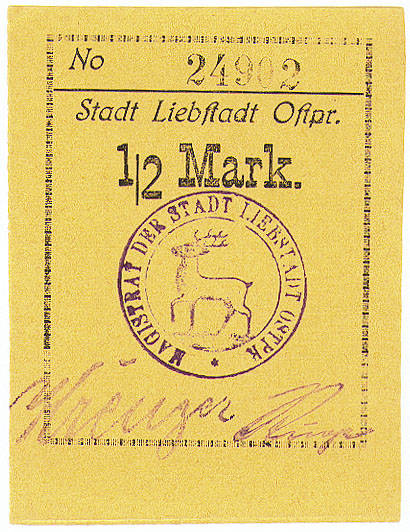 No 24902
Stadt Liebſtadt Oſtpr.
1/2 Mark.
MAGISTRAT DER STADT LIEBSTADT OSTPR
*